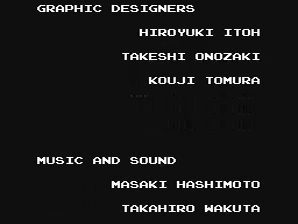 GRAPHIC DESIGNERS
HIROYUKI ITOH
TAKESHI ONOZAKI
KOUJI TOMURA
MUSIC AND SOUND
MASAKI HASHIMOTO
TAKAHIRO WAKUTA